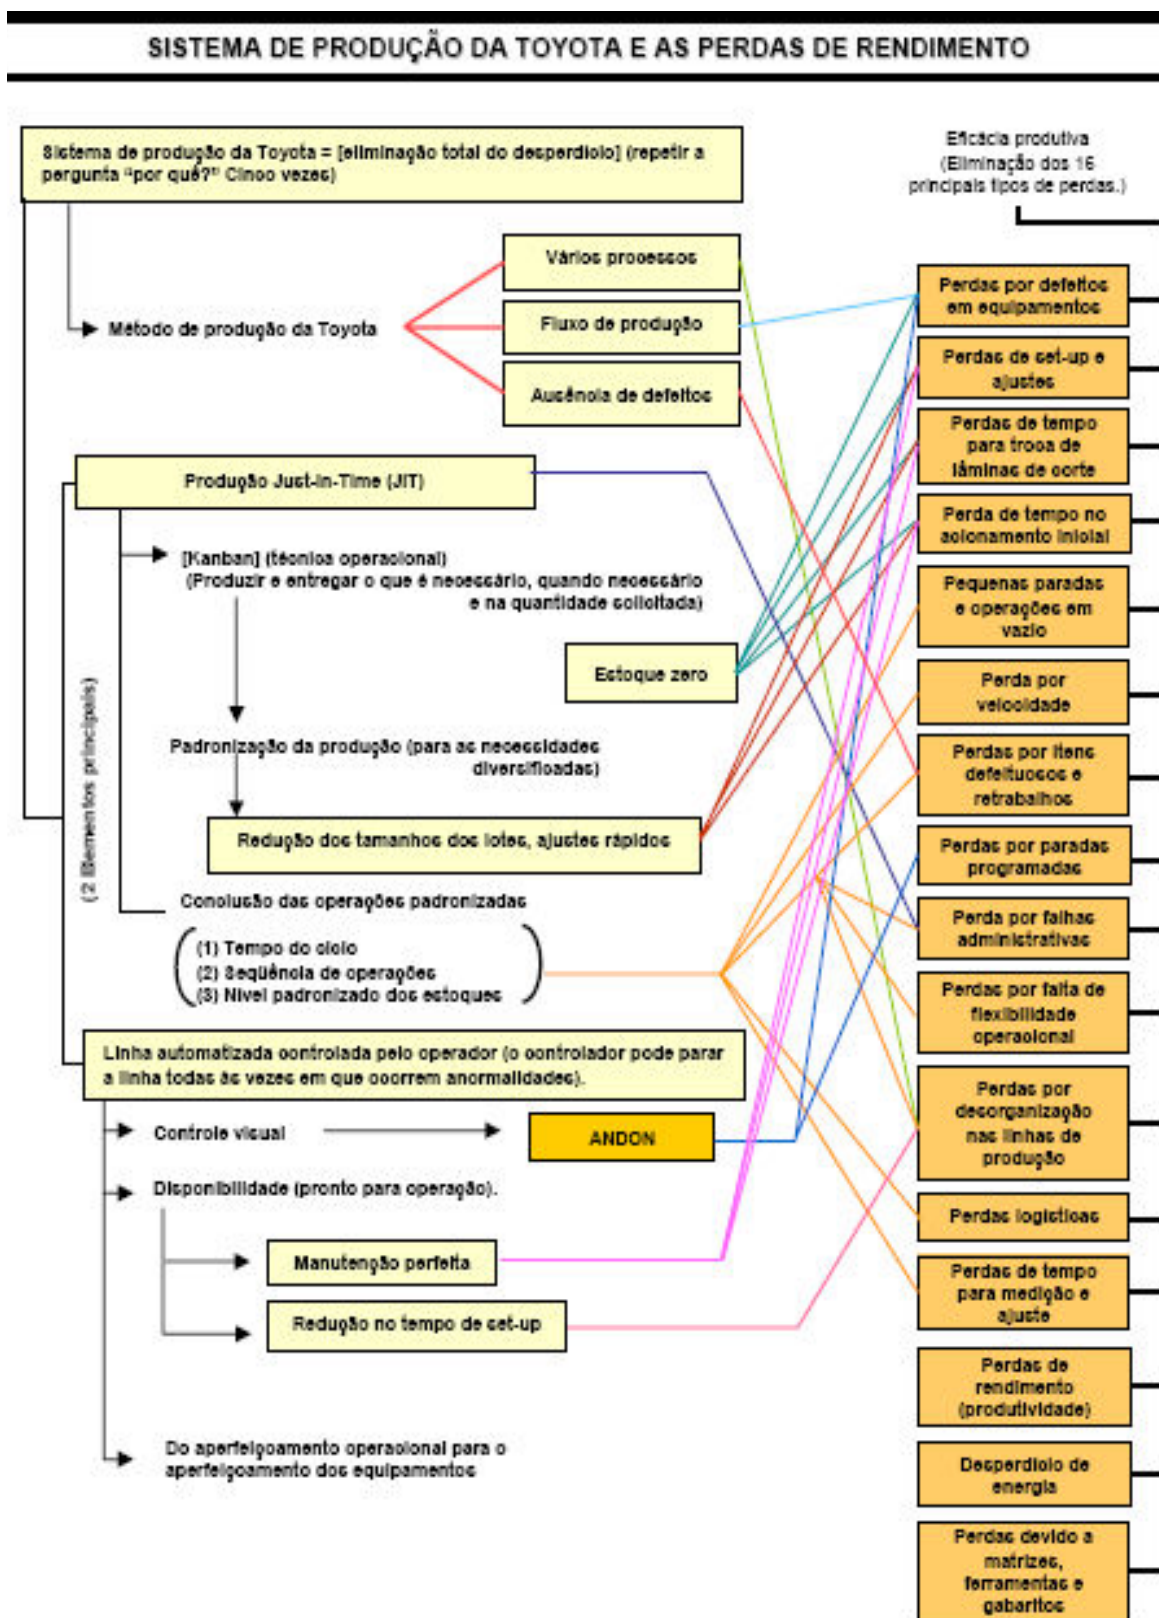 SISTEMA DE PRODUÇÃO DA TOYOTA E AS PERDAS DE RENDIMENTO
Sistema de produção da Toyota = [eliminação total do desperdício] (repetir a
pergunta "por quê?" Cinco vezes)
Eficácia produtiva
(Eliminação dos 16
principais tipos de perdas.)
Método de produção da Toyota
Vários processos
Fluxo de produção
Ausência de defeitos
Produção Just-in-Time (JIT)
[Kanban] (técnica operacional)
(Produzir e entregar o que é necessário, quando necessário
e na quantidade solicitada)
Estoque zero
(2 Elementos principais)
Padronização da produção (para as necessidades
diversificadas)
Redução dos tamanhos dos lotes, ajustes rápidos
Conclusão das operações padronizadas
(1) Tempo do ciclo
(2) Seqüência de operações
(3) Nível padronizado dos estoques
Linha automatizada controlada pelo operador (o controlador pode parar
a linha todas às vezes em que ocorrem anormalidades).
Controle visual
ANDON
Disponibilidade (pronto para operação).
Manutenção perfeita
Redução no tempo de set-up
Do aperfeiçoamento operacional para o
aperfeiçoamento dos equipamentos
Perdas por defeitos
em equipamentos
Perdas de set-up e
ajustes
Perdas de tempo
para troca de
lâminas de corte
Perda de tempo no
acionamento inicial
Pequenas paradas
e operações em
vazio
Perda por
velocidade
Perdas por itens
defeituosos e
retrabalhos
Perdas por paradas
programadas
Perda por falhas
administrativas
Perdas por falta de
flexibilidade
operacional
Perdas por
desorganização
nas linhas de
produção
Perdas logísticas
Perdas de tempo
para medição e
ajuste
Perdas de
rendimento
(produtividade)
Desperdício de
energia
Perdas devido a
matrizes,
ferramentas e
gabaritos